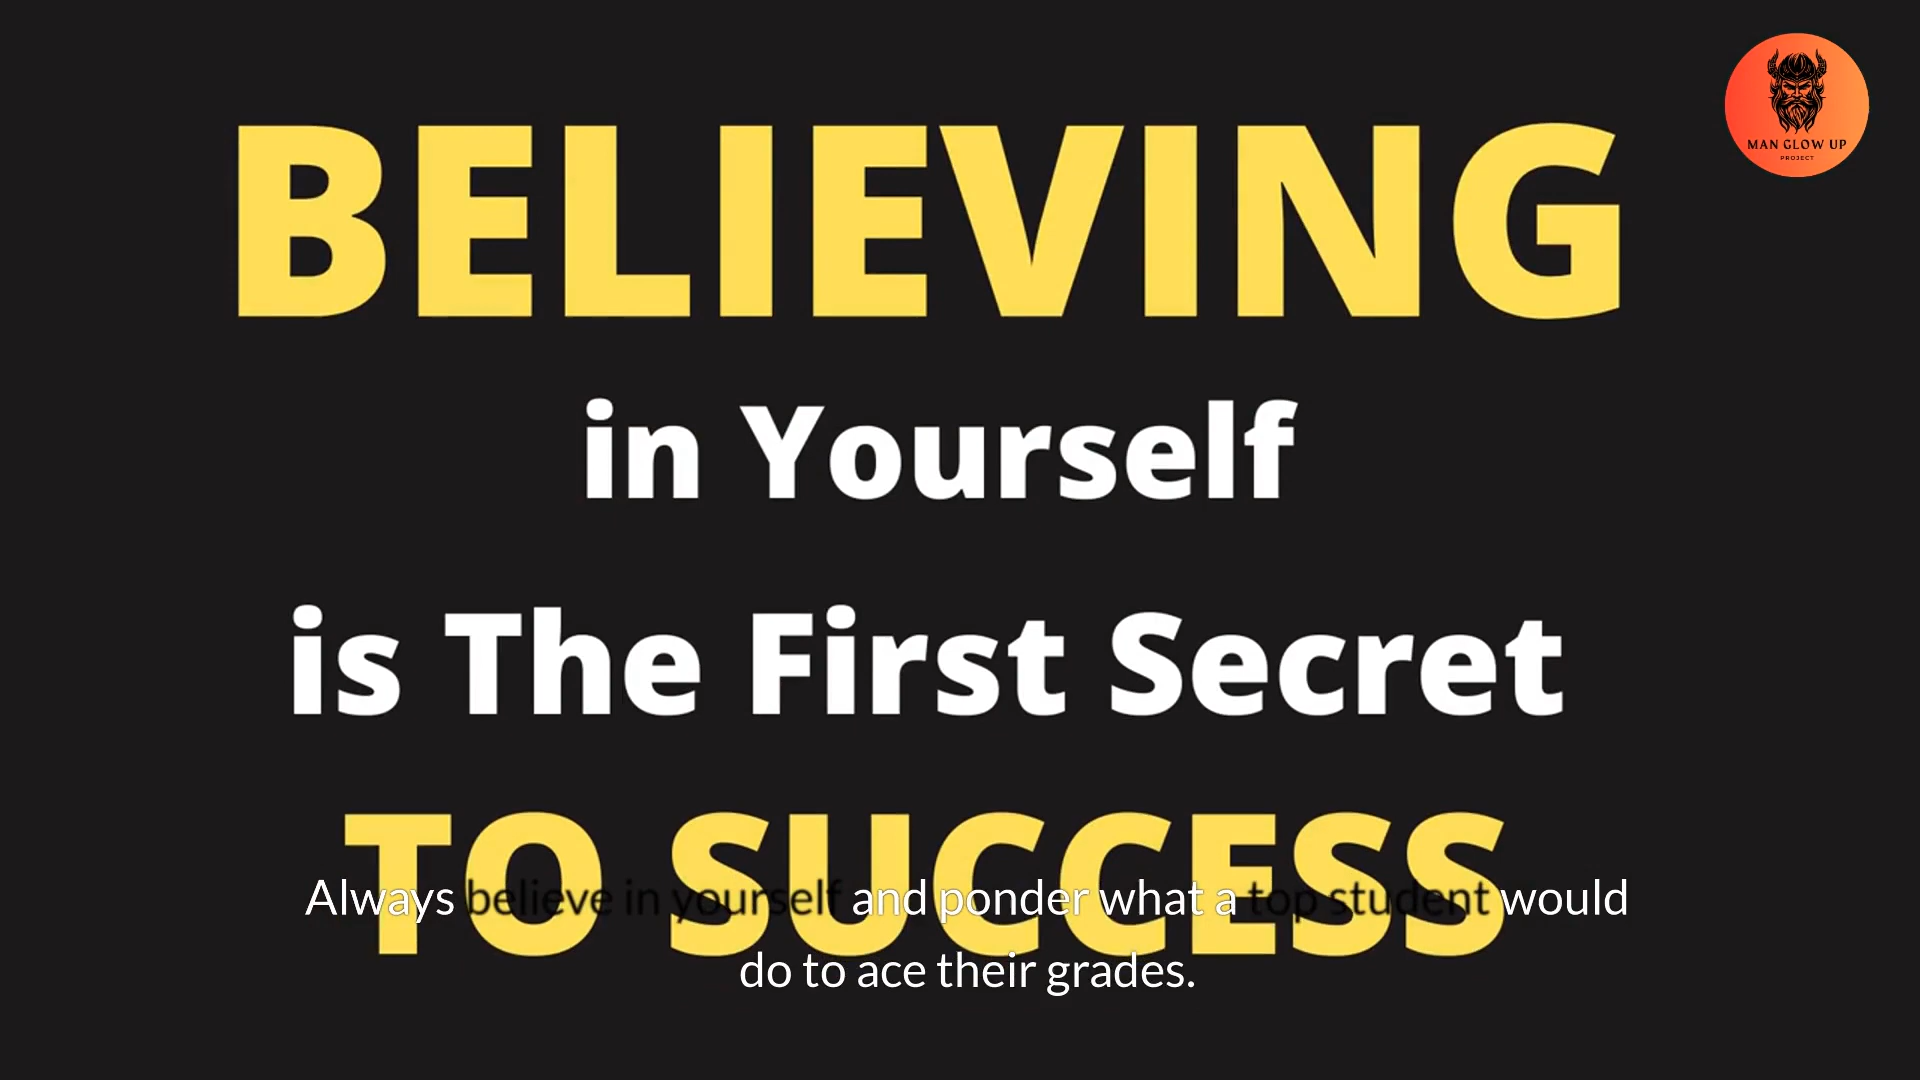 MAN GLOW UP
PROJECT
BELIEVING
in Yourself
is The First Secret
TO SUCCESS
Always believe in yourself and ponder what a top student would
do to ace their grades.